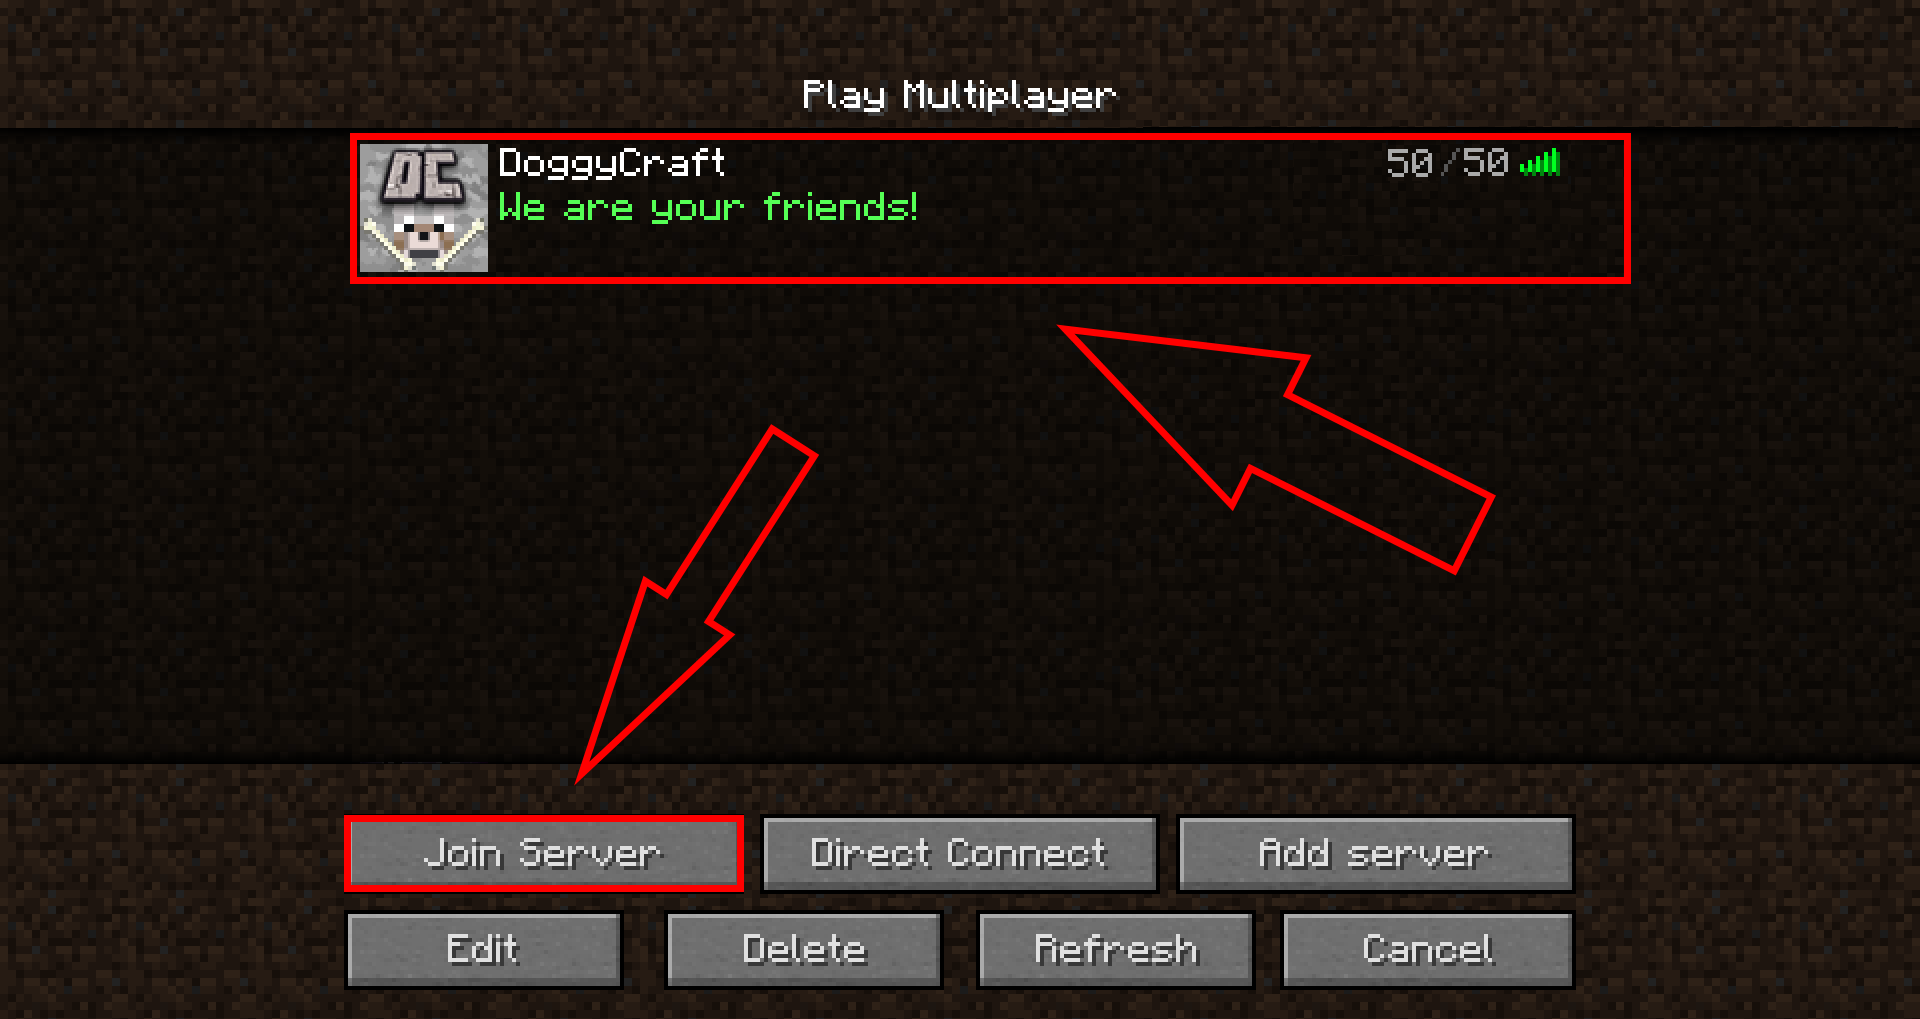 Play Multiplayer
DC
DoggyCraft
50/50
We are your friends!
Join Server
Direct Connect
Add server
Edit
Delete
Refresh
Cancel